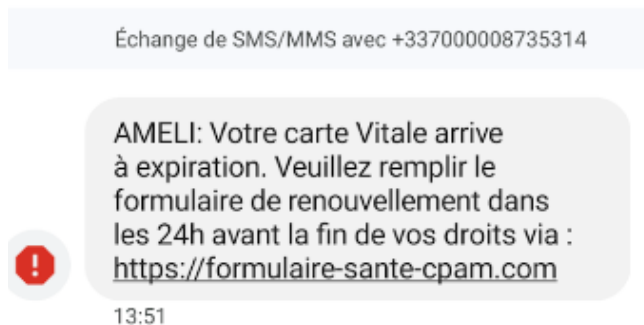 Échange de SMS/MMS avec +337000008735314
AMELI: Votre carte Vitale arrive
à expiration. Veuillez remplir le
formulaire de renouvellement dans
les 24h avant la fin de vos droits via :
https://formulaire-sante-cpam.com
13:51